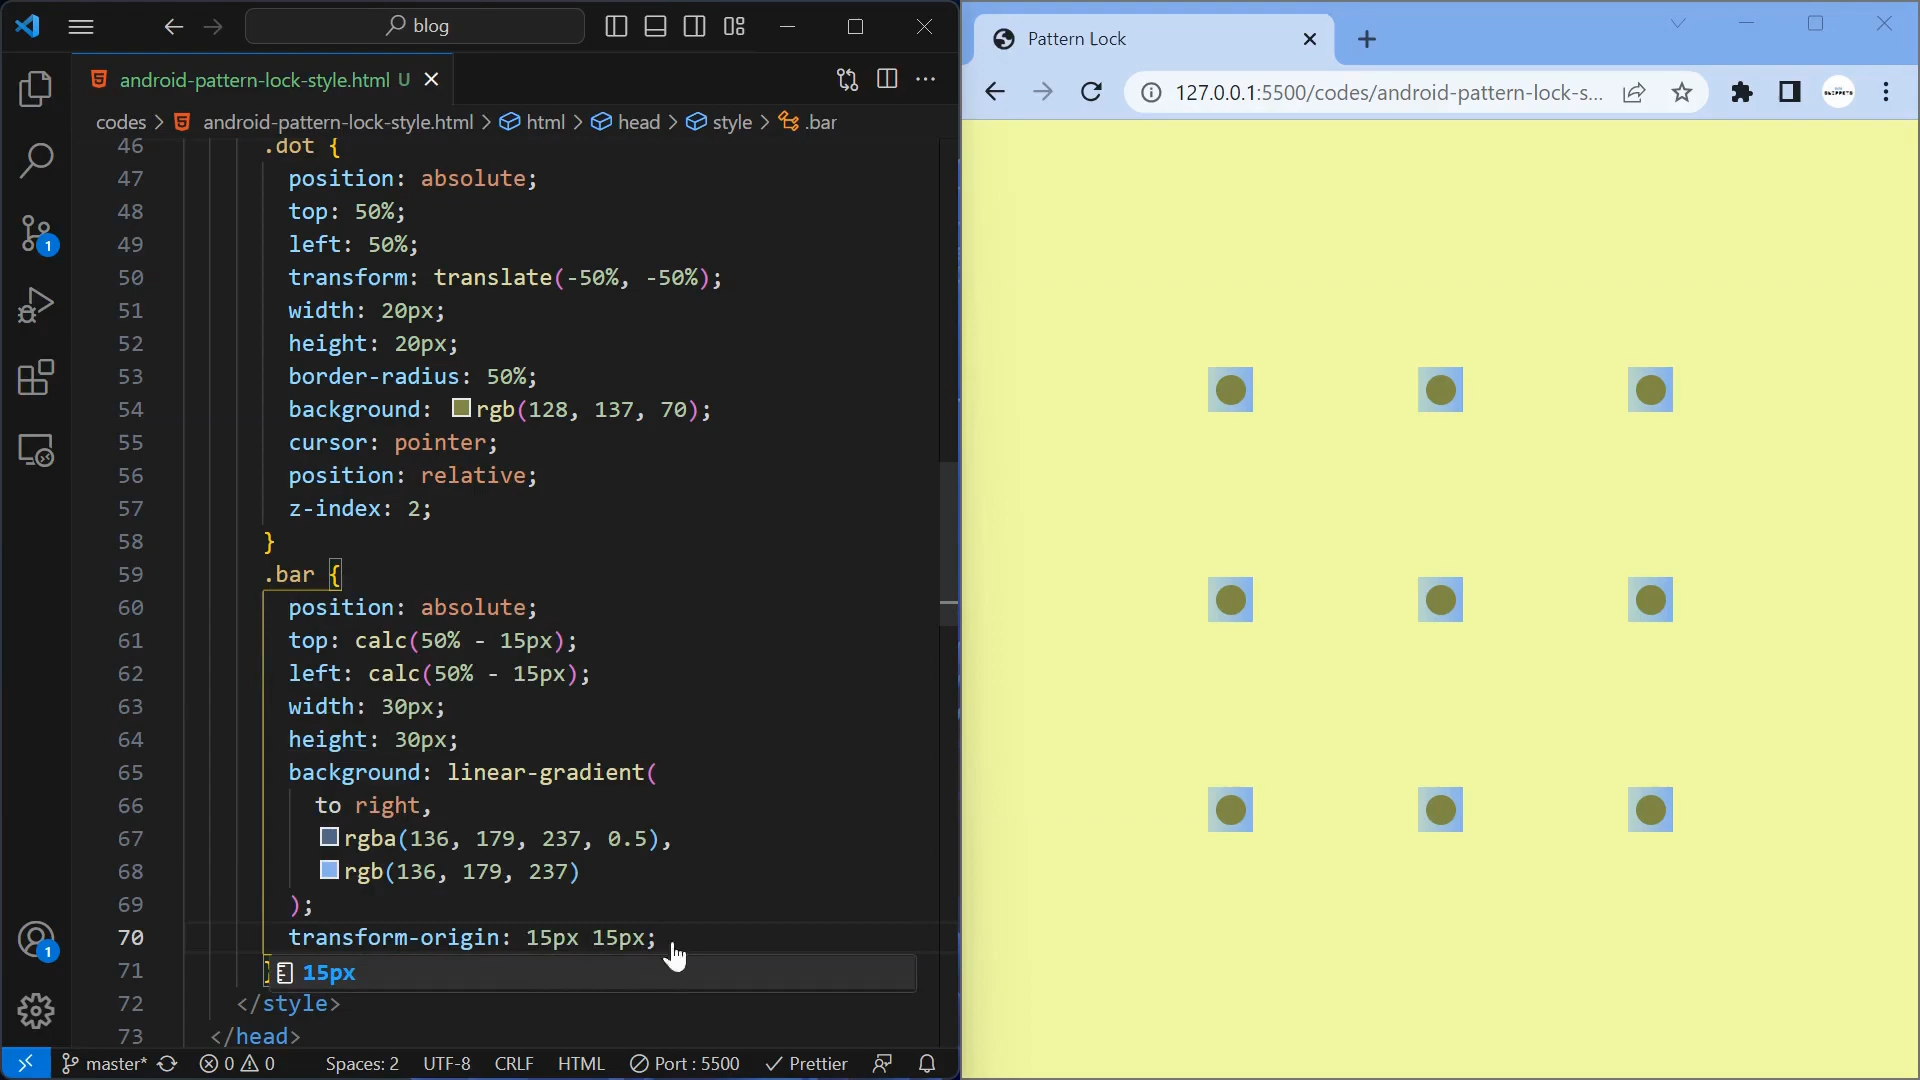 blog
android-pattern-lock-style.html U
codes > android-pattern-lock-style.html > html > head > style > .bar
46 .dot {
47 position: absolute;
48 top: 50%;
49 left: 50%;
50 transform: translate(-50%, -50%);
51 width: 20px;
52 height: 20px;
53 border-radius: 50%;
54 background: rgb(128, 137, 70);
55 cursor: pointer;
56 position: relative;
57 z-index: 2;
58 }
59 .bar {
60 position: absolute;
61 top: calc(50% - 15px);
62 left: calc(50% - 15px);
63 width: 30px;
64 height: 30px;
65 background: linear-gradient(
66 to right,
67 rgba(136, 179, 237, 0.5),
68 rgb(136, 179, 237)
69 );
70 transform-origin: 15px 15px;
71 } 15px
72 </style>
73 </head>
1
1
master* 0 0 Spaces: 2 UTF-8 CRLF HTML Port : 5500 Prettier
Pattern Lock
127.0.0.1:5500/codes/android-pattern-lock-s...